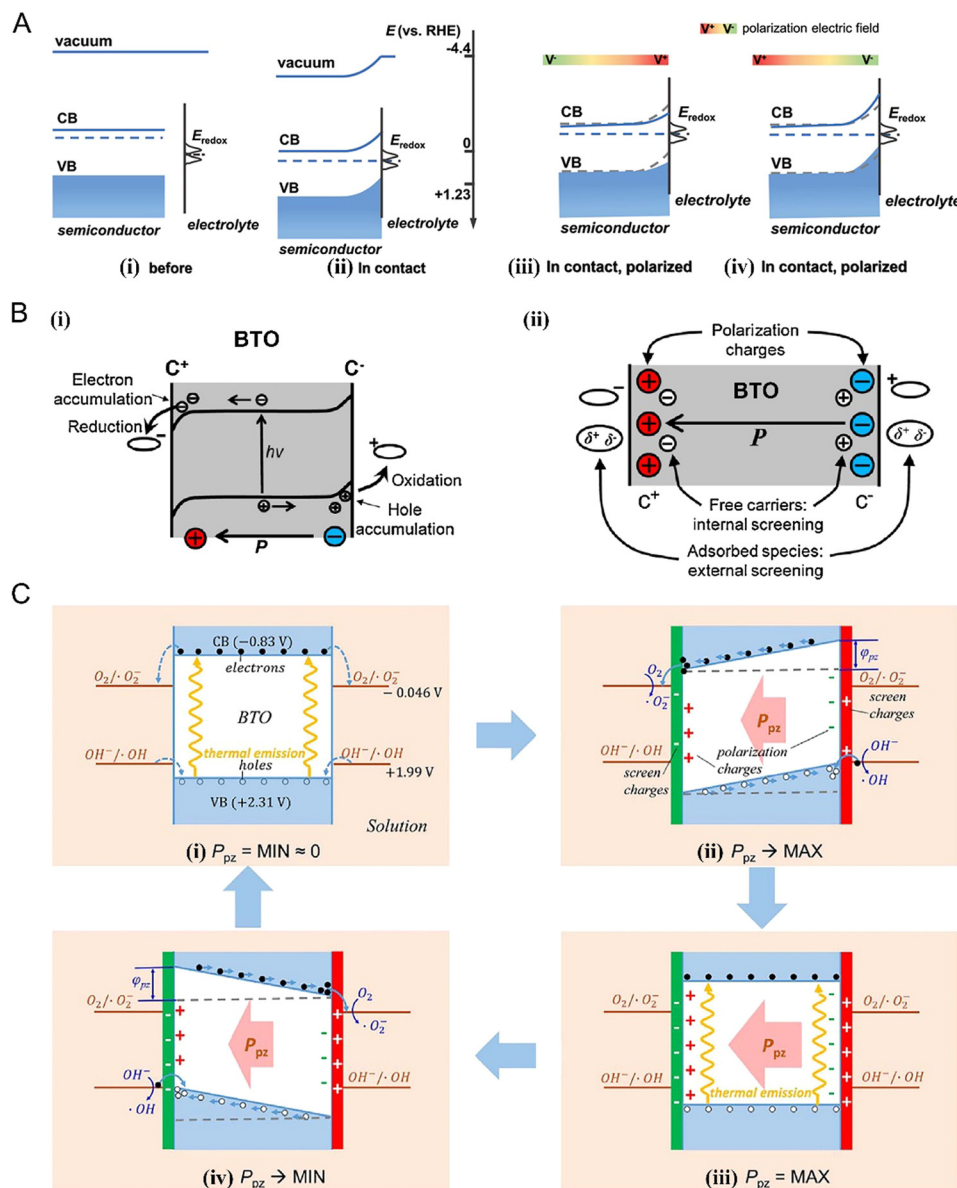 A
V⁺ V⁻ polarization electric field
vacuum
CB
VB
E_redox
semiconductor
electrolyte
(i) before
E (vs. RHE)
-4.4
0
+1.23
vacuum
CB
VB
E_redox
electrolyte
semiconductor
(ii) In contact
V⁻ V⁺
CB
VB
E_redox
electrolyte
(iii) In contact, polarized
V⁺ V⁻
CB
VB
E_redox
electrolyte
(iv) In contact, polarized
B
(i)
BTO
C⁺ C⁻
Electron
accumulation
Reduction
hν
Oxidation
Hole
accumulation
P
(ii)
Polarization
charges
BTO
P
δ⁺ δ⁻
δ⁺ δ⁻
C⁺ C⁻
Free carriers:
internal screening
Adsorbed species:
external screening
C
CB (−0.83 V)
electrons
O₂/·O₂⁻ O₂/·O₂⁻
− 0.046 V
BTO
thermal emission
OH⁻/·OH OH⁻/·OH
holes
+1.99 V
VB (+2.31 V)
Solution
(i) P_pz = MIN ≈ 0
φ_pz
O₂
·O₂⁻
O₂/·O₂⁻ O₂/·O₂⁻
screen
charges
P_pz
OH⁻/·OH OH⁻/·OH
polarization
charges
screen
charges
OH⁻
·OH
(ii) P_pz → MAX
φ_pz
O₂/·O₂⁻ O₂/·O₂⁻
O₂
·O₂⁻
P_pz
OH⁻
·OH
OH⁻/·OH OH⁻/·OH
(iv) P_pz → MIN
O₂/·O₂⁻ O₂/·O₂⁻
P_pz
thermal emission
OH⁻/·OH OH⁻/·OH
(iii) P_pz = MAX